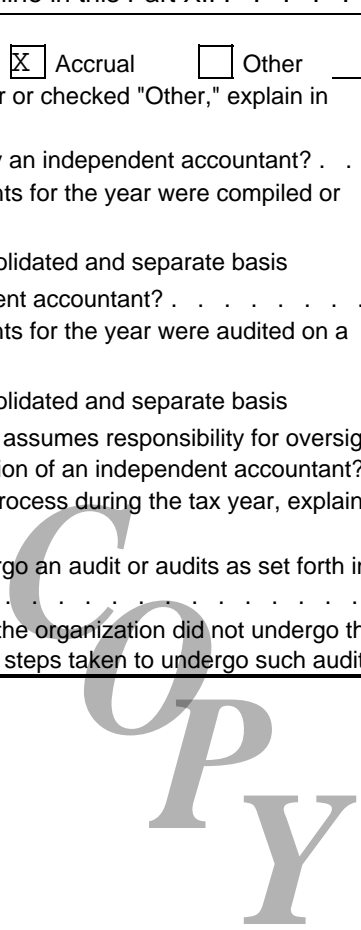 line in this Part XII . . . . .
X Accrual Other
r or checked "Other," explain in
y an independent accountant? . .
nts for the year were compiled or
olidated and separate basis
ent accountant? . . . . . . . .
nts for the year were audited on a
olidated and separate basis
assumes responsibility for oversig
ion of an independent accountant?
rocess during the tax year, explain
rgo an audit or audits as set forth in
. . . . . . . . . . . . . .
the organization did not undergo th
steps taken to undergo such audit
COPY